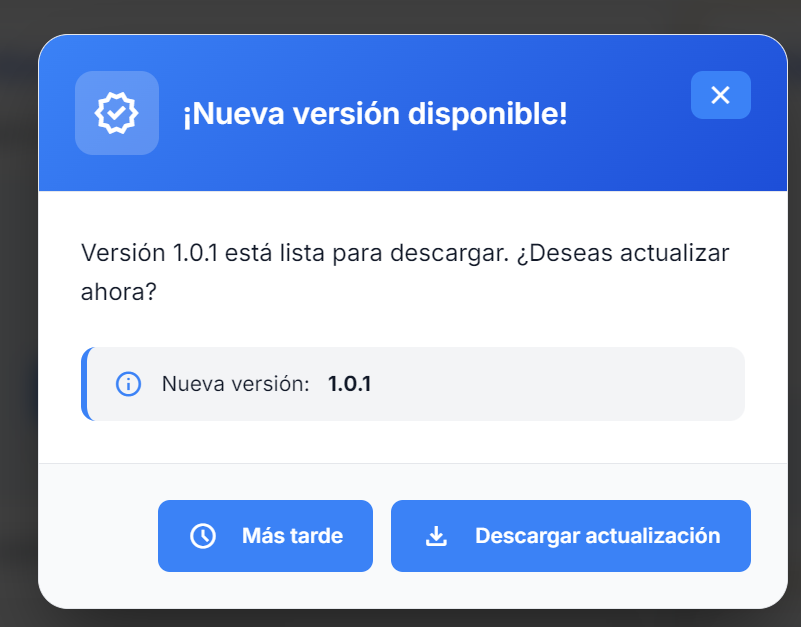 ¡Nueva versión disponible!
Versión 1.0.1 está lista para descargar. ¿Deseas actualizar
ahora?
Nueva versión: 1.0.1
Más tarde
Descargar actualización